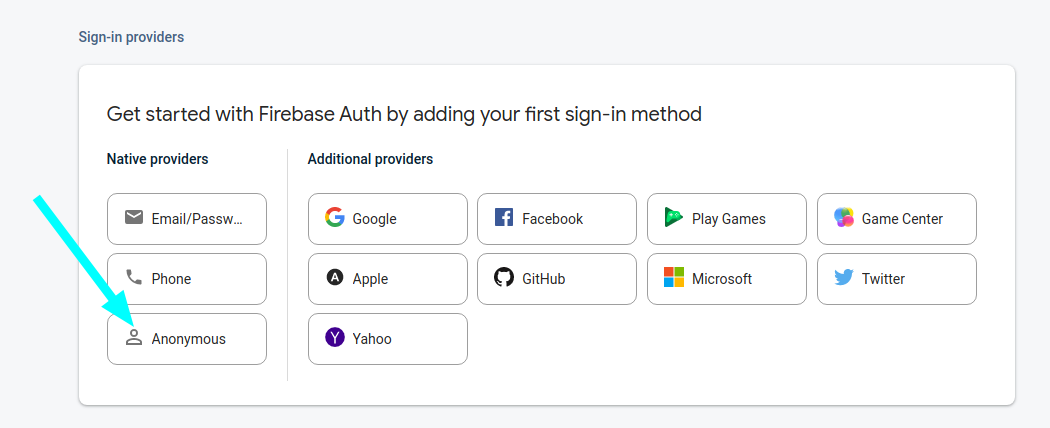 Sign-in providers
Get started with Firebase Auth by adding your first sign-in method
Native providers
Additional providers
Email/Passw...
Google
Facebook
Play Games
Game Center
Phone
Apple
GitHub
Microsoft
Twitter
Anonymous
Yahoo